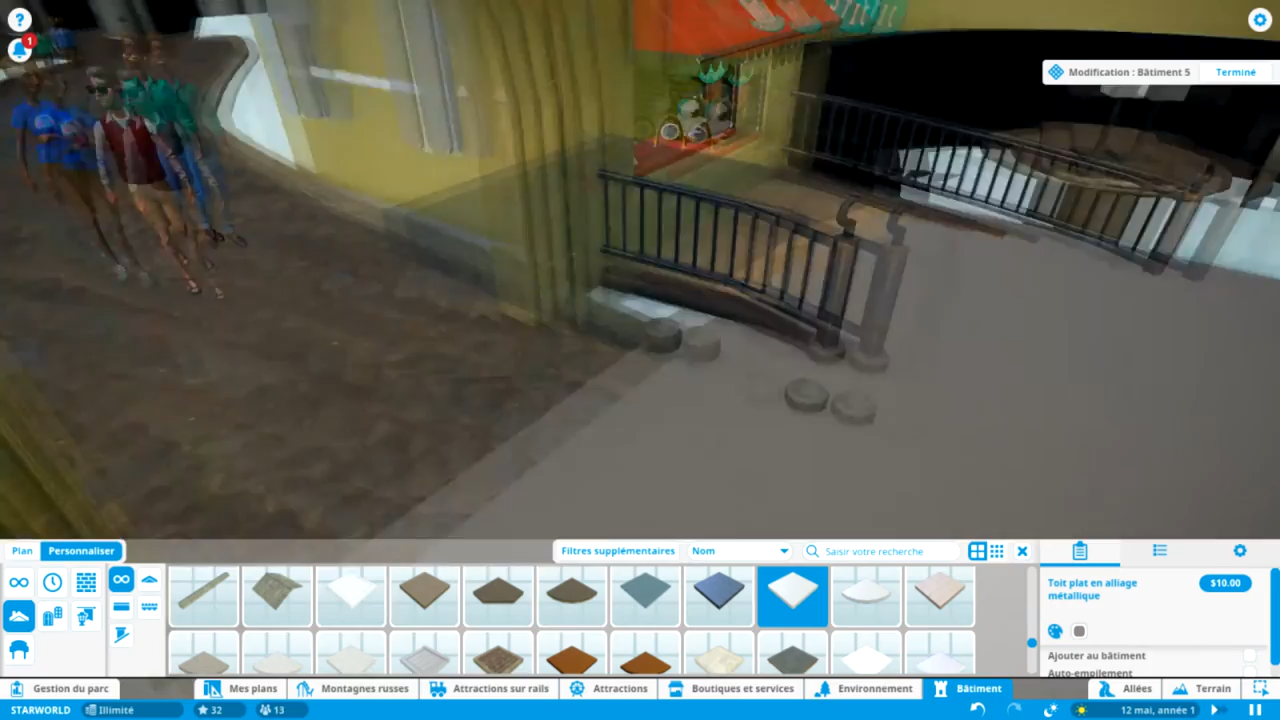 ?
1
Modification : Bâtiment 5
Terminé
Plan
Personnaliser
Filtres supplémentaires
Nom
Saisir votre recherche
Toit plat en alliage
métallique
$10.00
Ajouter au bâtiment
Auto-empilement
Gestion du parc
Mes plans
Montagnes russes
Attractions sur rails
Attractions
Boutiques et services
Environnement
Bâtiment
Allées
Terrain
STARWORLD
Illimité
32
13
12 mai, année 1